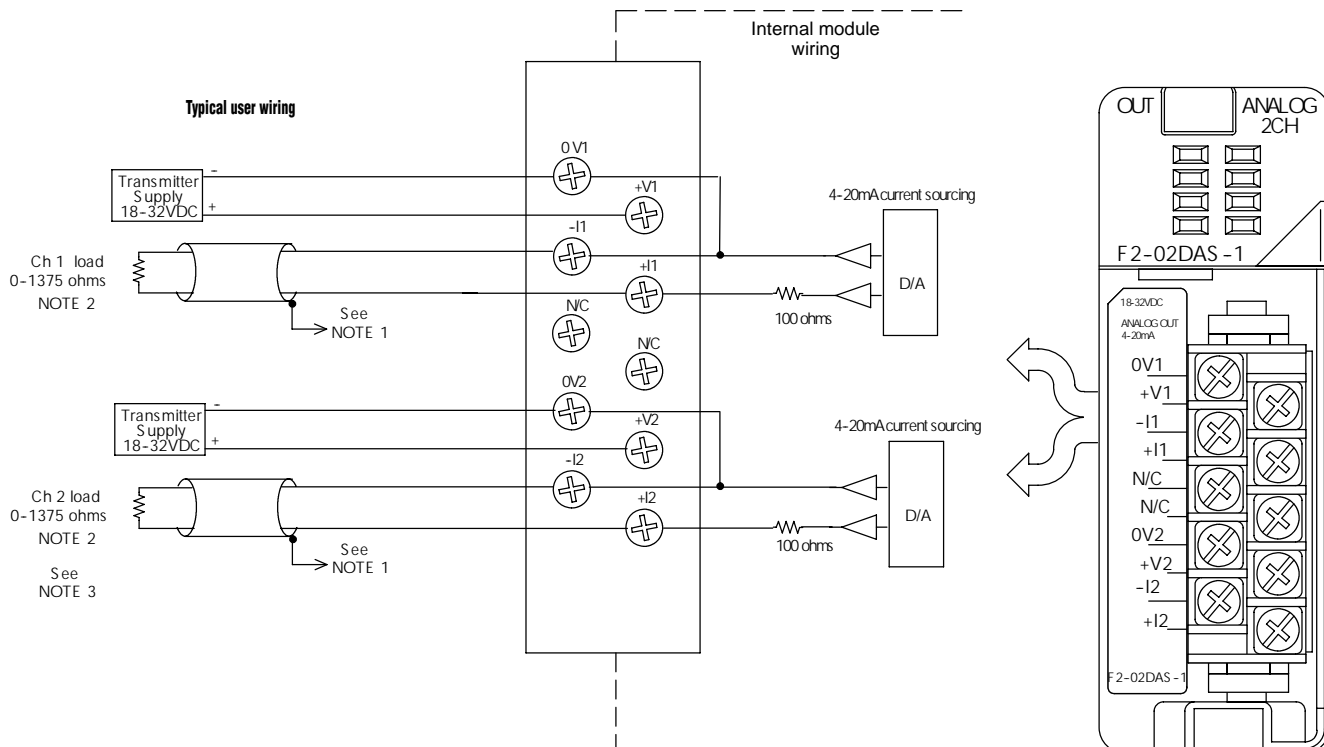 Internal module
wiring
Typical user wiring
OUT
ANALOG
2CH
0V1
-
Transmitter
Supply
18-32VDC
+
+V1
4-20mA current sourcing
-I1
Ch 1 load
0-1375 ohms
NOTE 2
+I1
D/A
100 ohms
See
NOTE 1
N/C
N/C
0V2
-
Transmitter
Supply
18-32VDC
+
+V2
4-20mA current sourcing
-I2
Ch 2 load
0-1375 ohms
NOTE 2
+I2
D/A
100 ohms
See
NOTE 1
See
NOTE 3
F2-02DAS-1
18-32VDC
ANALOG OUT
4-20mA
0V1
+V1
-I1
+I1
N/C
N/C
0V2
+V2
-I2
+I2
F2-02DAS-1